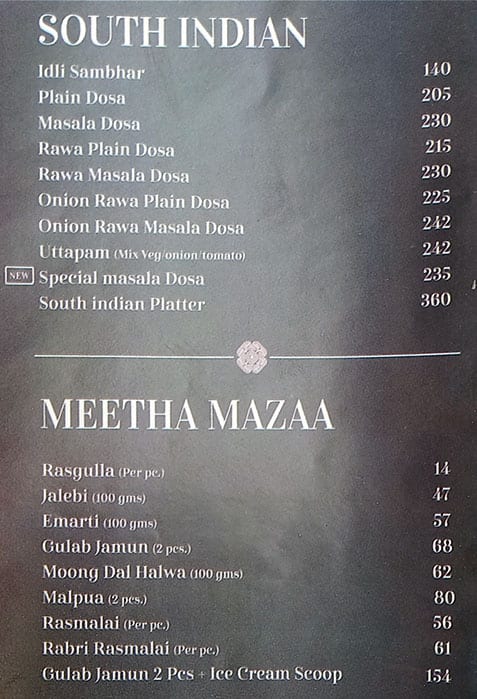 SOUTH INDIAN
Idli Sambhar 140
Plain Dosa 205
Masala Dosa 230
Rawa Plain Dosa 215
Rawa Masala Dosa 230
Onion Rawa Plain Dosa 225
Onion Rawa Masala Dosa 242
Uttapam (Mix Veg/onion/tomato) 242
NEW Special masala Dosa 235
South indian Platter 360
MEETHA MAZAA
Rasgulla (Per pc.) 14
Jalebi (100 gms) 47
Emarti (100 gms) 57
Gulab Jamun (2 pcs.) 68
Moong Dal Halwa (100 gms) 62
Malpua (2 pcs.) 80
Rasmalai (Per pc.) 56
Rabri Rasmalai (Per pc.) 61
Gulab Jamun 2 Pcs + Ice Cream Scoop 154